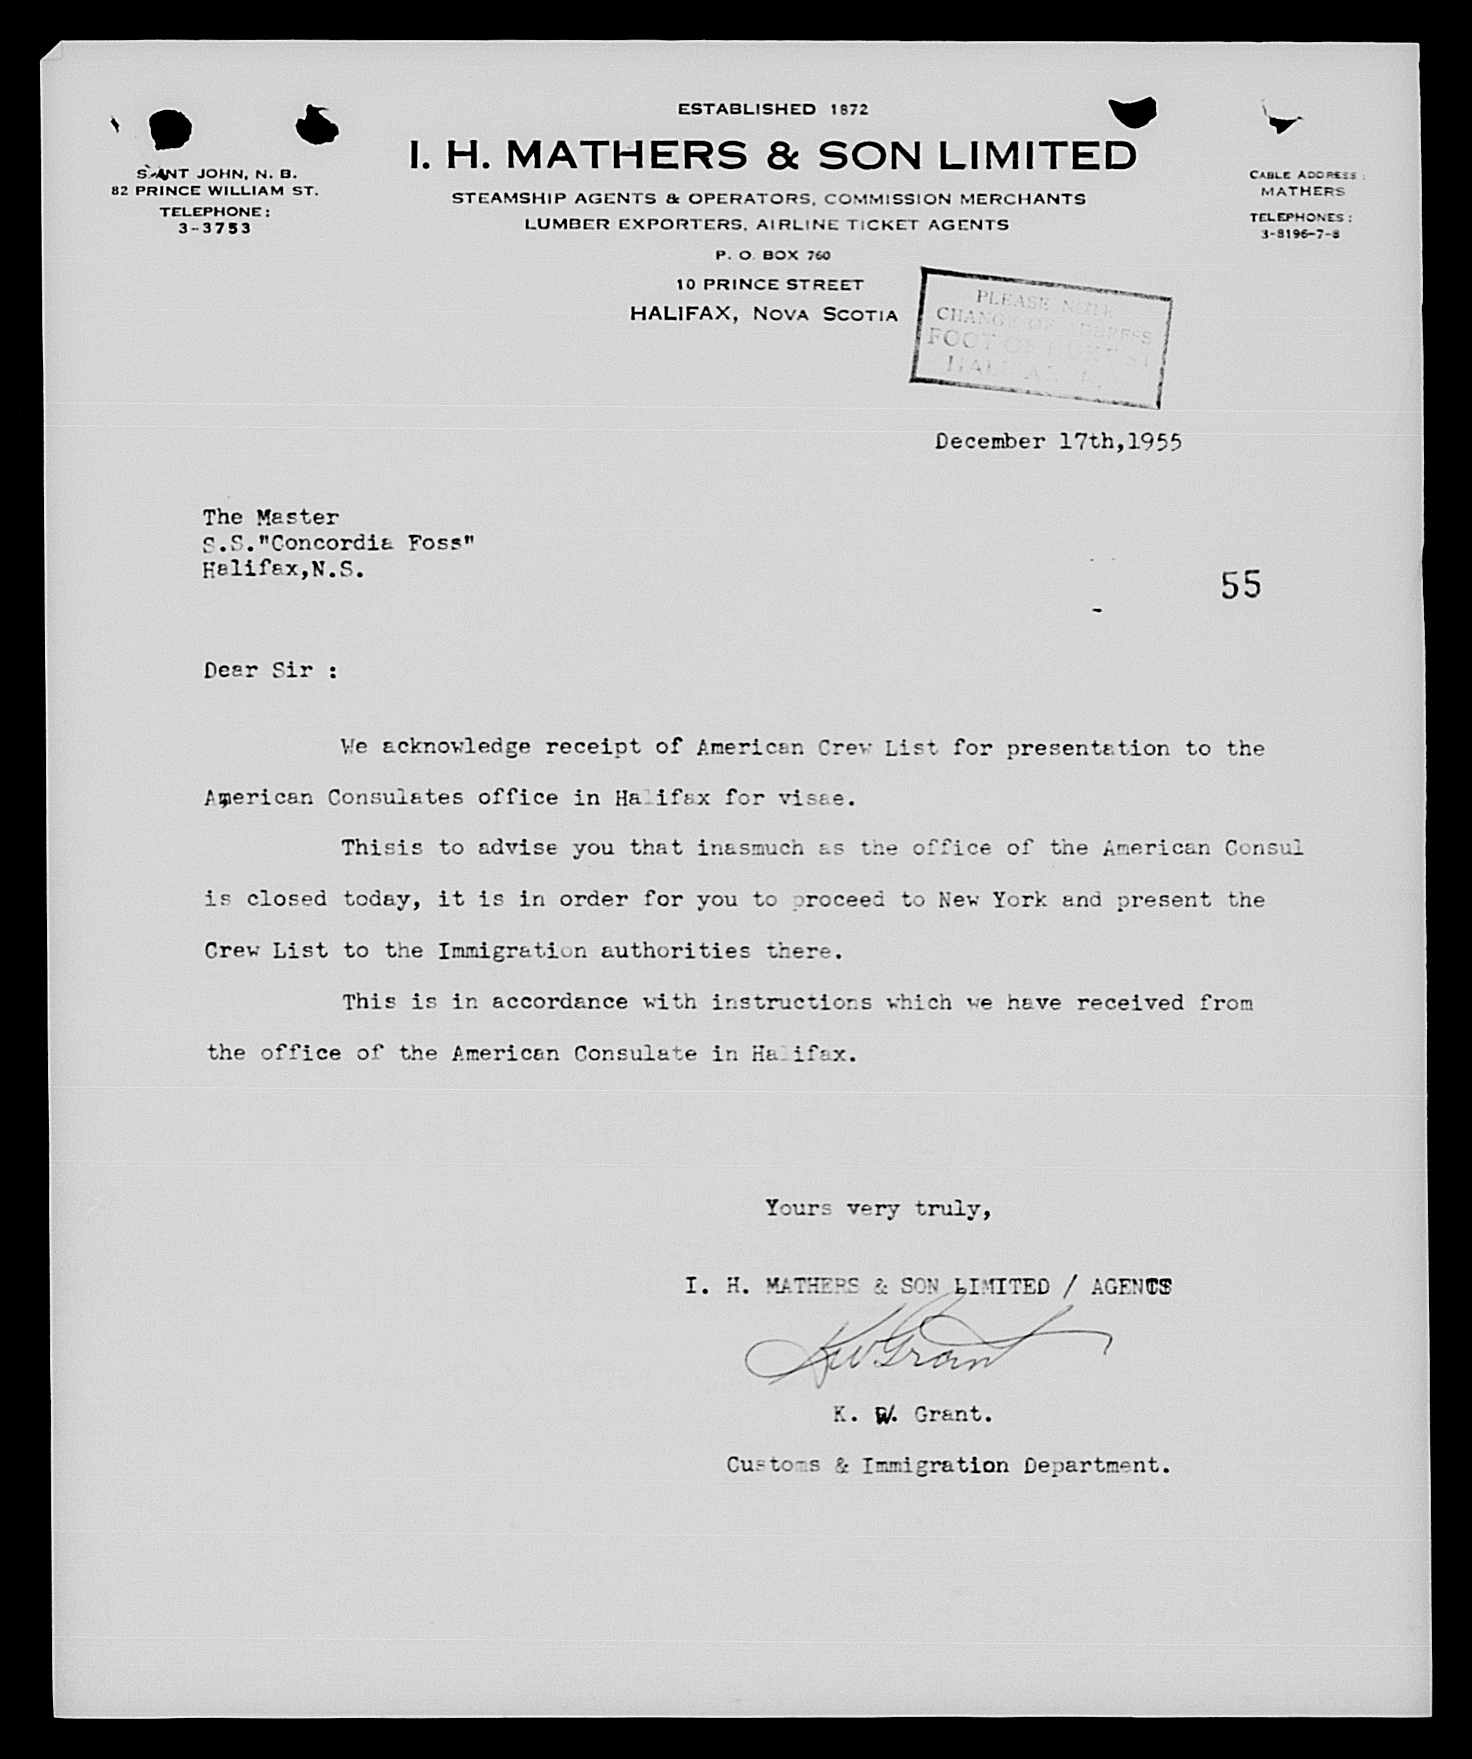 ESTABLISHED 1872
I. H. MATHERS & SON LIMITED
STEAMSHIP AGENTS & OPERATORS, COMMISSION MERCHANTS
LUMBER EXPORTERS, AIRLINE TICKET AGENTS
P. O. BOX 760
10 PRINCE STREET
HALIFAX, NOVA SCOTIA
SAINT JOHN, N. B.
82 PRINCE WILLIAM ST.
TELEPHONE:
3-3753
CABLE ADDRESS:
MATHERS
TELEPHONES:
3-8196-7-8
PLEASE NOTE
CHANGE OF ADDRESS
FOOT OF
December 17th,1955
The Master
S.S."Concordia Foss"
Halifax,N.S.
55
Dear Sir :
We acknowledge receipt of American Crew List for presentation to the
American Consulates office in Halifax for visae.
Thisis to advise you that inasmuch as the office of the American Consul
is closed today, it is in order for you to proceed to New York and present the
Crew List to the Immigration authorities there.
This is in accordance with instructions which we have received from
the office of the American Consulate in Halifax.
Yours very truly,
I. H. MATHERS & SON LIMITED / AGENTS
KWGrant
K. W. Grant.
Customs & Immigration Department.